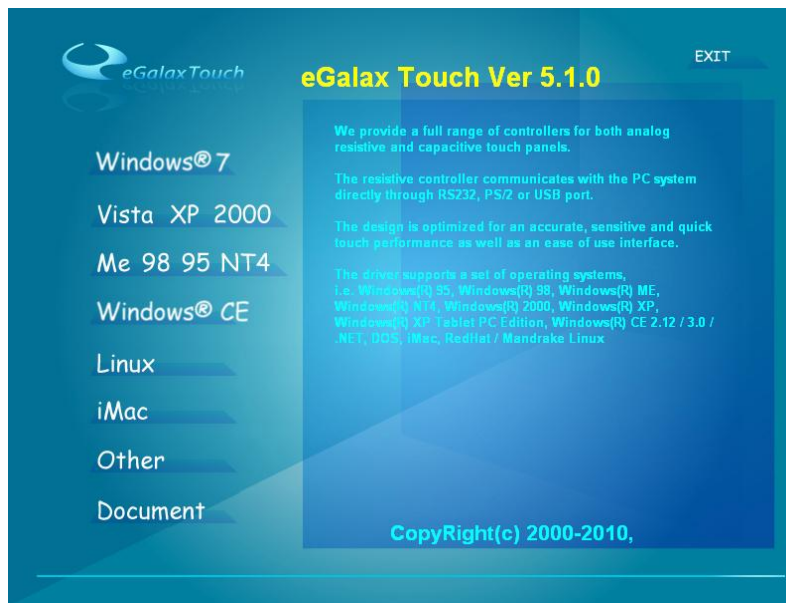 eGalaxTouch
eGalax Touch Ver 5.1.0
EXIT
Windows® 7
Vista XP 2000
Me 98 95 NT4
Windows® CE
Linux
iMac
Other
Document
We provide a full range of controllers for both analog
resistive and capacitive touch panels.
The resistive controller communicates with the PC system
directly through RS232, PS/2 or USB port.
The design is optimized for an accurate, sensitive and quick
touch performance as well as an ease of use interface.
The driver supports a set of operating systems,
i.e. Windows(R) 95, Windows(R) 98, Windows(R) ME,
Windows(R) NT4, Windows(R) 2000, Windows(R) XP,
Windows(R) XP Tablet PC Edition, Windows(R) CE 2.12 / 3.0 /
.NET, DOS, iMac, RedHat / Mandrake Linux
CopyRight(c) 2000-2010,